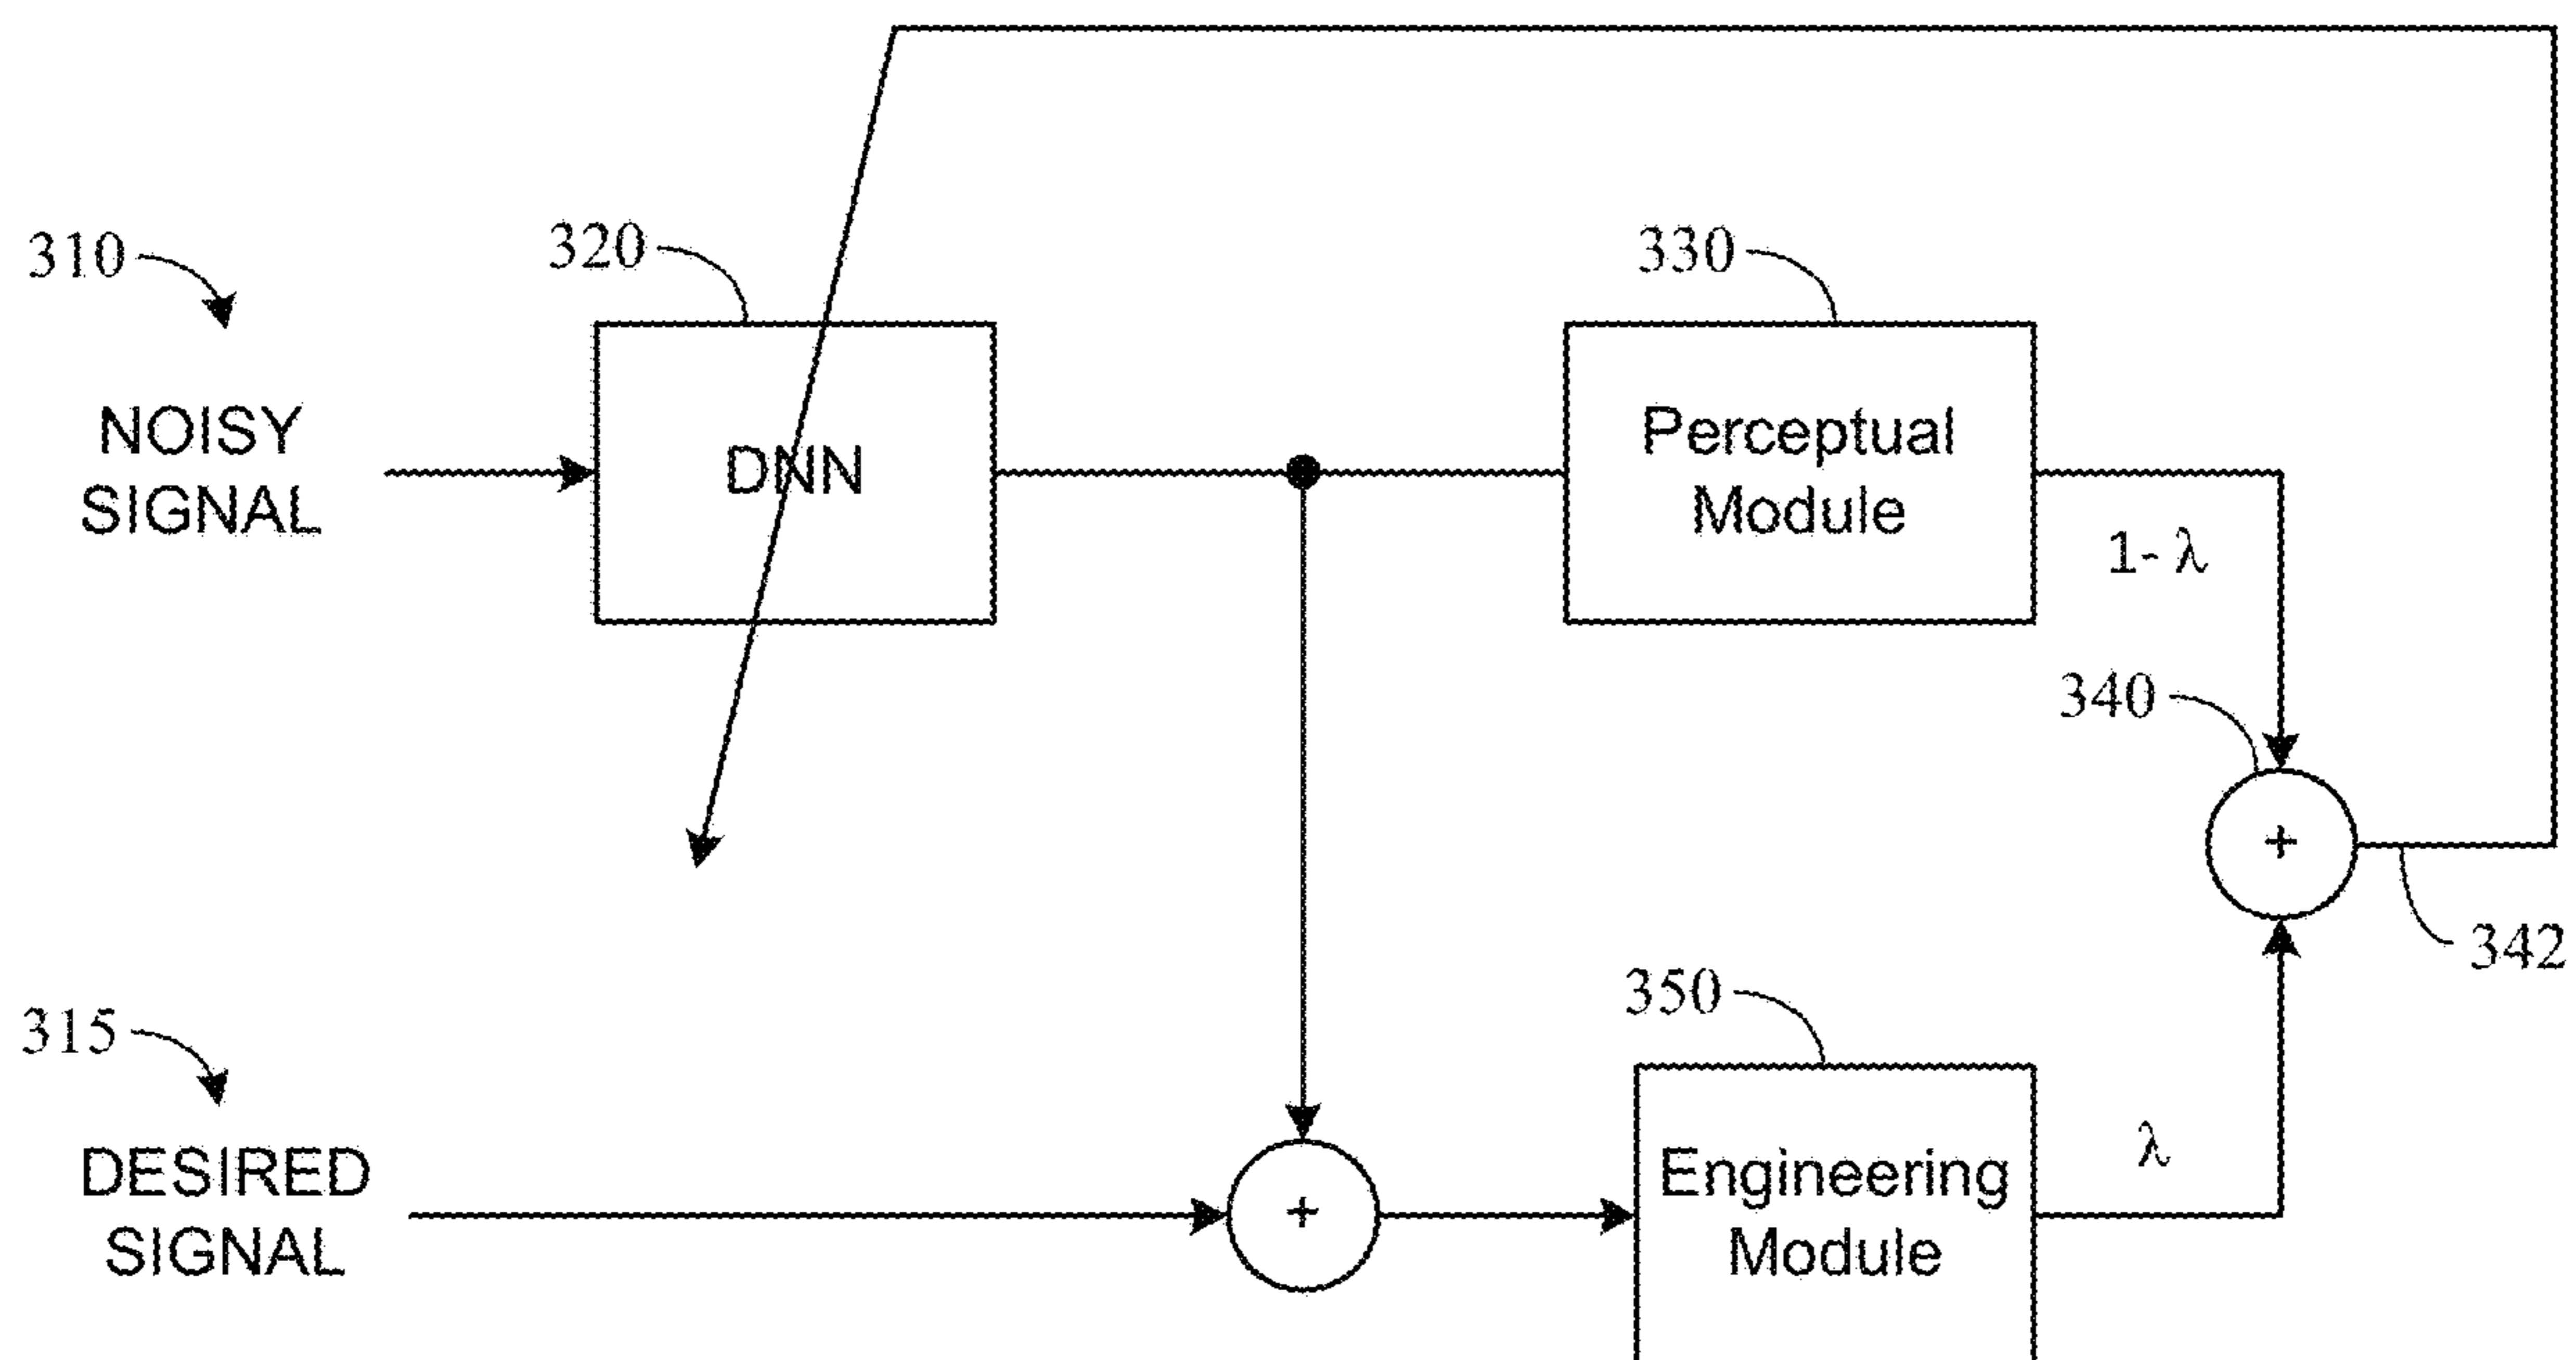 310
320
330
NOISY
SIGNAL
DNN
Perceptual
Module
1- λ
340
+
342
315
350
DESIRED
SIGNAL
+
Engineering
Module
λ